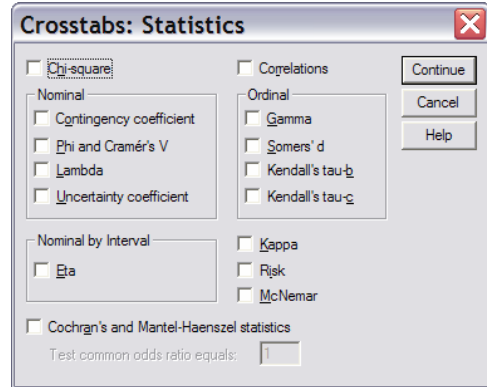 Crosstabs: Statistics
Chi-square
Correlations
Continue
Nominal
Ordinal
Cancel
Contingency coefficient
Gamma
Help
Phi and Cramér's V
Somers' d
Lambda
Kendall's tau-b
Uncertainty coefficient
Kendall's tau-c
Nominal by Interval
Kappa
Eta
Risk
McNemar
Cochran's and Mantel-Haenszel statistics
Test common odds ratio equals: 1